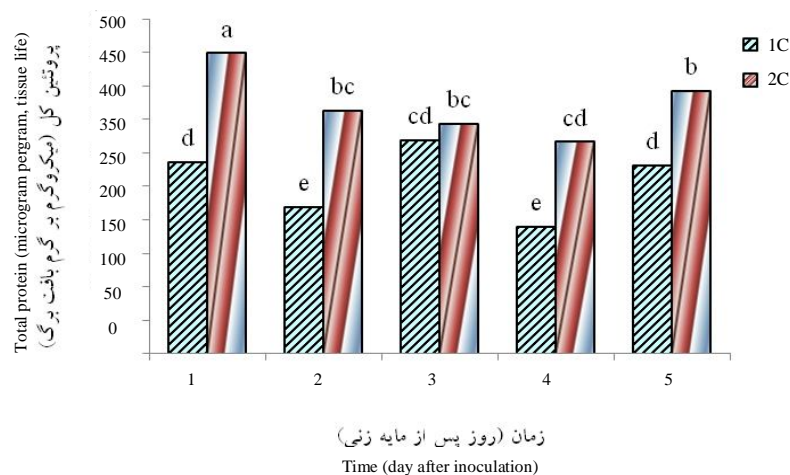 500
450
400
350
300
250
200
150
100
50
0
Total protein (microgram pergram, tissue life)
پروتئین کل (میکروگرم بر گرم بافت برگ)
a
d
bc
e
cd
bc
cd
e
b
d
1C
2C
1
2
3
4
5
زمان (روز پس از مایه زنی)
Time (day after inoculation)